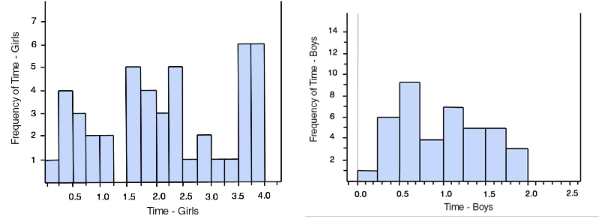 7
6
5
4
3
2
1
Frequency of Time - Girls
0.5 1.0 1.5 2.0 2.5 3.0 3.5 4.0
Time - Girls
14
12
10
8
6
4
2
Frequency of Time - Boys
0.0 0.5 1.0 1.5 2.0 2.5
Time - Boys